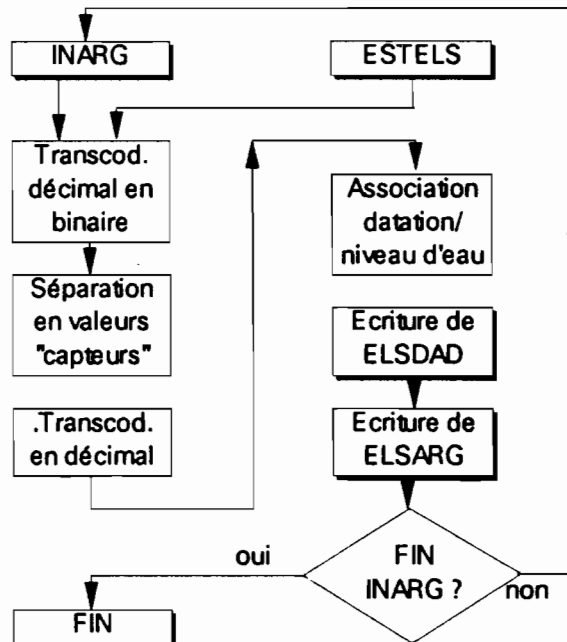 INARG
ESTELS
Transcod.
décimal en
binaire
Séparation
en valeurs
"capteurs"
.Transcod.
en décimal
Association
datation/
niveau d'eau
Ecriture de
ELSDAD
Ecriture de
ELSARG
FIN
INARG ?
oui
non
FIN